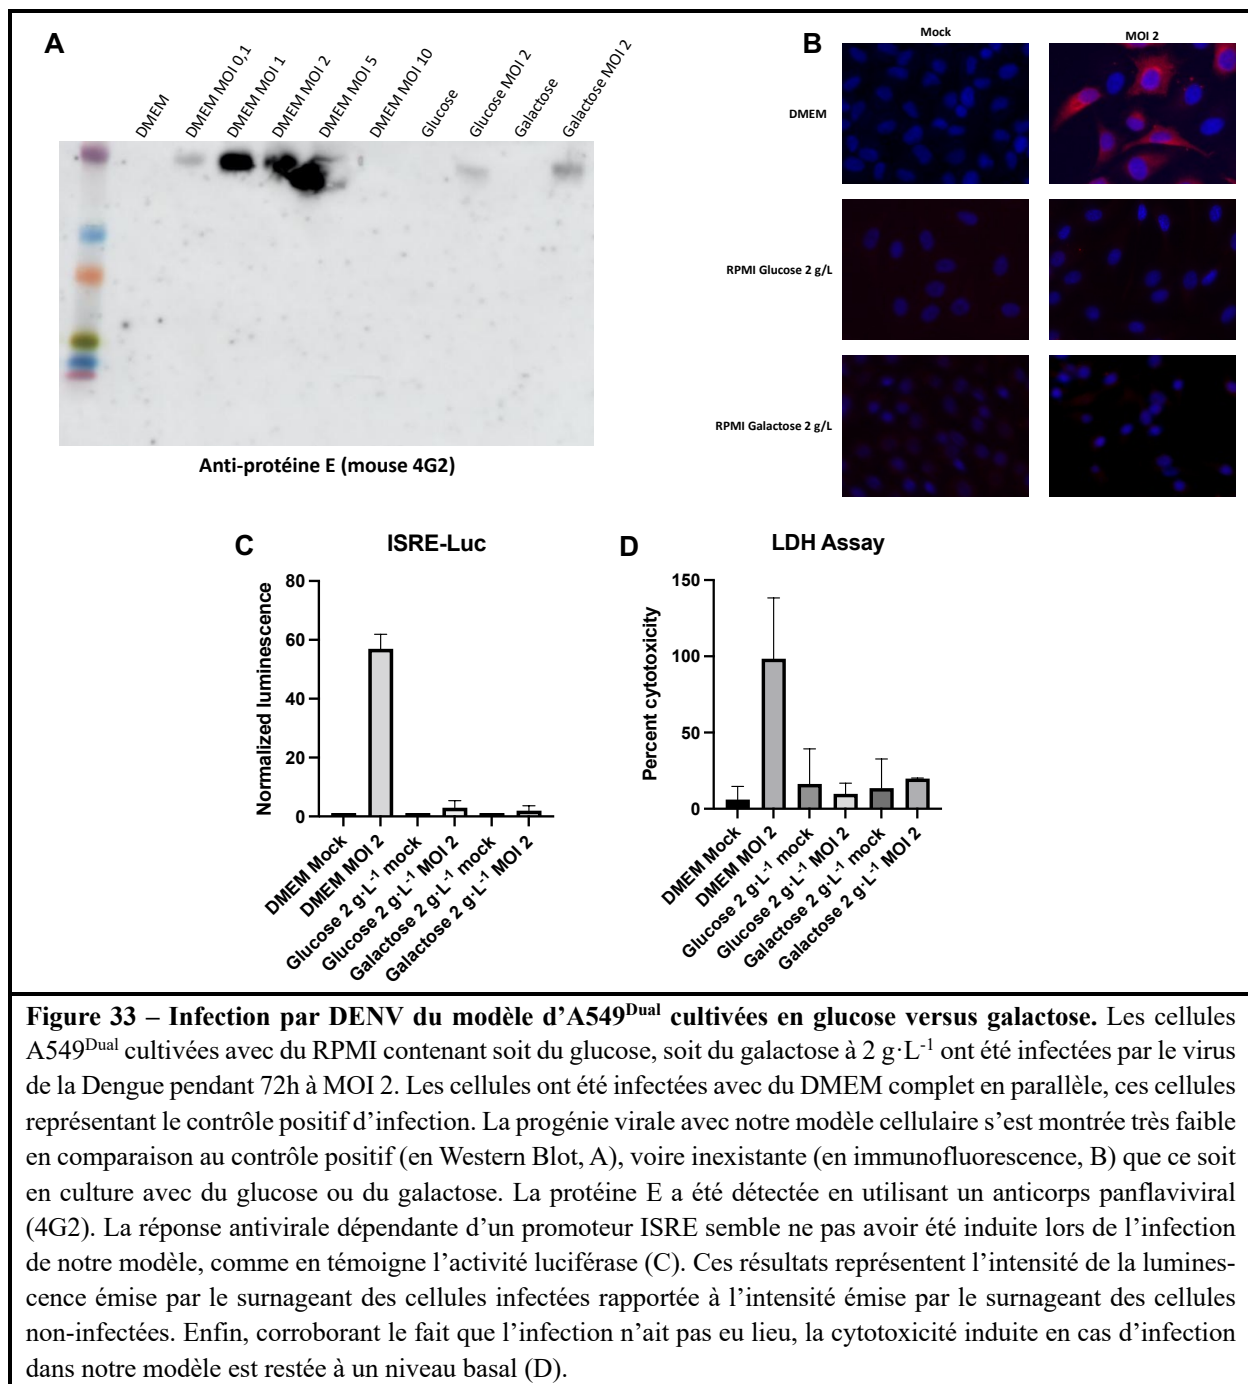 A
DMEM
DMEM MOI 0,1
DMEM MOI 1
DMEM MOI 2
DMEM MOI 5
DMEM MOI 10
Glucose
Glucose MOI 2
Galactose
Galactose MOI 2
Anti-protéine E (mouse 4G2)
B
Mock
MOI 2
DMEM
RPMI Glucose 2 g/L
RPMI Galactose 2 g/L
C
ISRE-Luc
Normalized luminescence
80
60
40
20
0
DMEM Mock
DMEM MOI 2
Glucose 2 g·L⁻¹ mock
Glucose 2 g·L⁻¹ MOI 2
Galactose 2 g·L⁻¹ mock
Galactose 2 g·L⁻¹ MOI 2
D
LDH Assay
Percent cytotoxicity
150
100
50
0
DMEM Mock
DMEM MOI 2
Glucose 2 g·L⁻¹ mock
Glucose 2 g·L⁻¹ MOI 2
Galactose 2 g·L⁻¹ mock
Galactose 2 g·L⁻¹ MOI 2
Figure 33 – Infection par DENV du modèle d’A549ᴰᵘᵃˡ cultivées en glucose versus galactose. Les cellules
A549ᴰᵘᵃˡ cultivées avec du RPMI contenant soit du glucose, soit du galactose à 2 g·L⁻¹ ont été infectées par le virus
de la Dengue pendant 72h à MOI 2. Les cellules ont été infectées avec du DMEM complet en parallèle, ces cellules
représentant le contrôle positif d’infection. La progénie virale avec notre modèle cellulaire s’est montrée très faible
en comparaison au contrôle positif (en Western Blot, A), voire inexistante (en immunofluorescence, B) que ce soit
en culture avec du glucose ou du galactose. La protéine E a été détectée en utilisant un anticorps panflaviviral
(4G2). La réponse antivirale dépendante d’un promoteur ISRE semble ne pas avoir été induite lors de l’infection
de notre modèle, comme en témoigne l’activité luciférase (C). Ces résultats représentent l’intensité de la lumines-
cence émise par le surnageant des cellules infectées rapportée à l’intensité émise par le surnageant des cellules
non-infectées. Enfin, corroborant le fait que l’infection n’ait pas eu lieu, la cytotoxicité induite en cas d’infection
dans notre modèle est restée à un niveau basal (D).